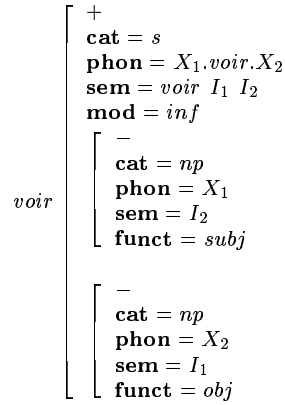 +
cat = s
phon = X₁.voir.X₂
sem = voir I₁ I₂
mod = inf
−
cat = np
phon = X₁
sem = I₂
voir
funct = subj
−
cat = np
phon = X₂
sem = I₁
funct = obj